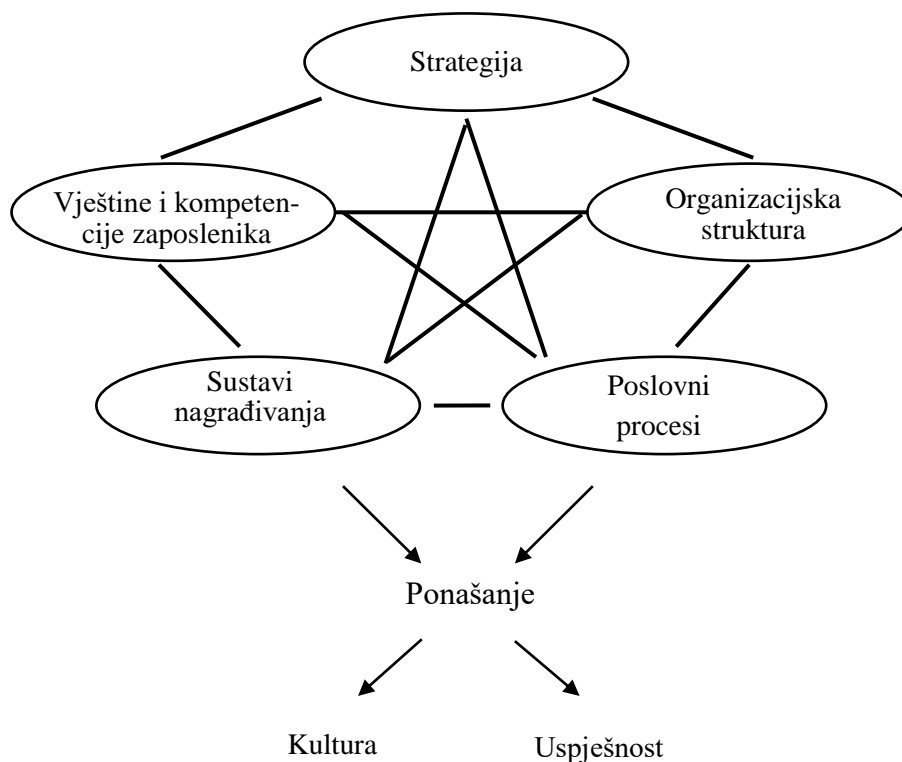 Strategija
Vještine i kompeten-
cije zaposlenika
Organizacijska
struktura
Sustavi
nagrađivanja
Poslovni
procesi
Ponašanje
Kultura
Uspješnost